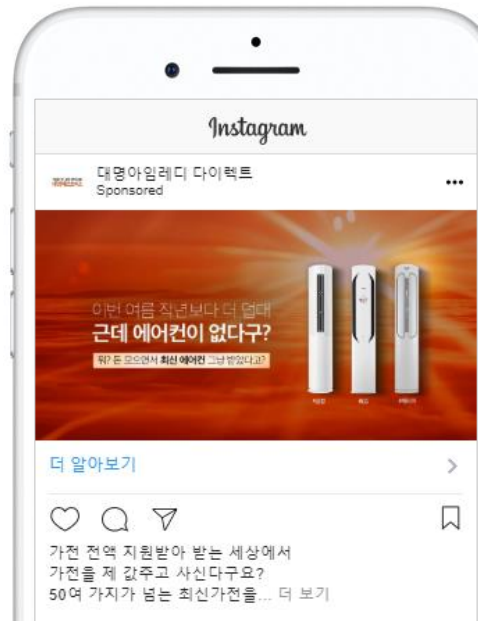 Instagram
대명아임레디 다이렉트
Sponsored
이번 여름 작년보다 더 덥대
근데 에어컨이 없다구?
뭐? 돈 모으면서 최신 에어컨 그냥 받았다고?
더 알아보기
가전 전액 지원받아 받는 세상에서
가전을 제 값주고 사신다구요?
50여 가지가 넘는 최신가전을... 더 보기